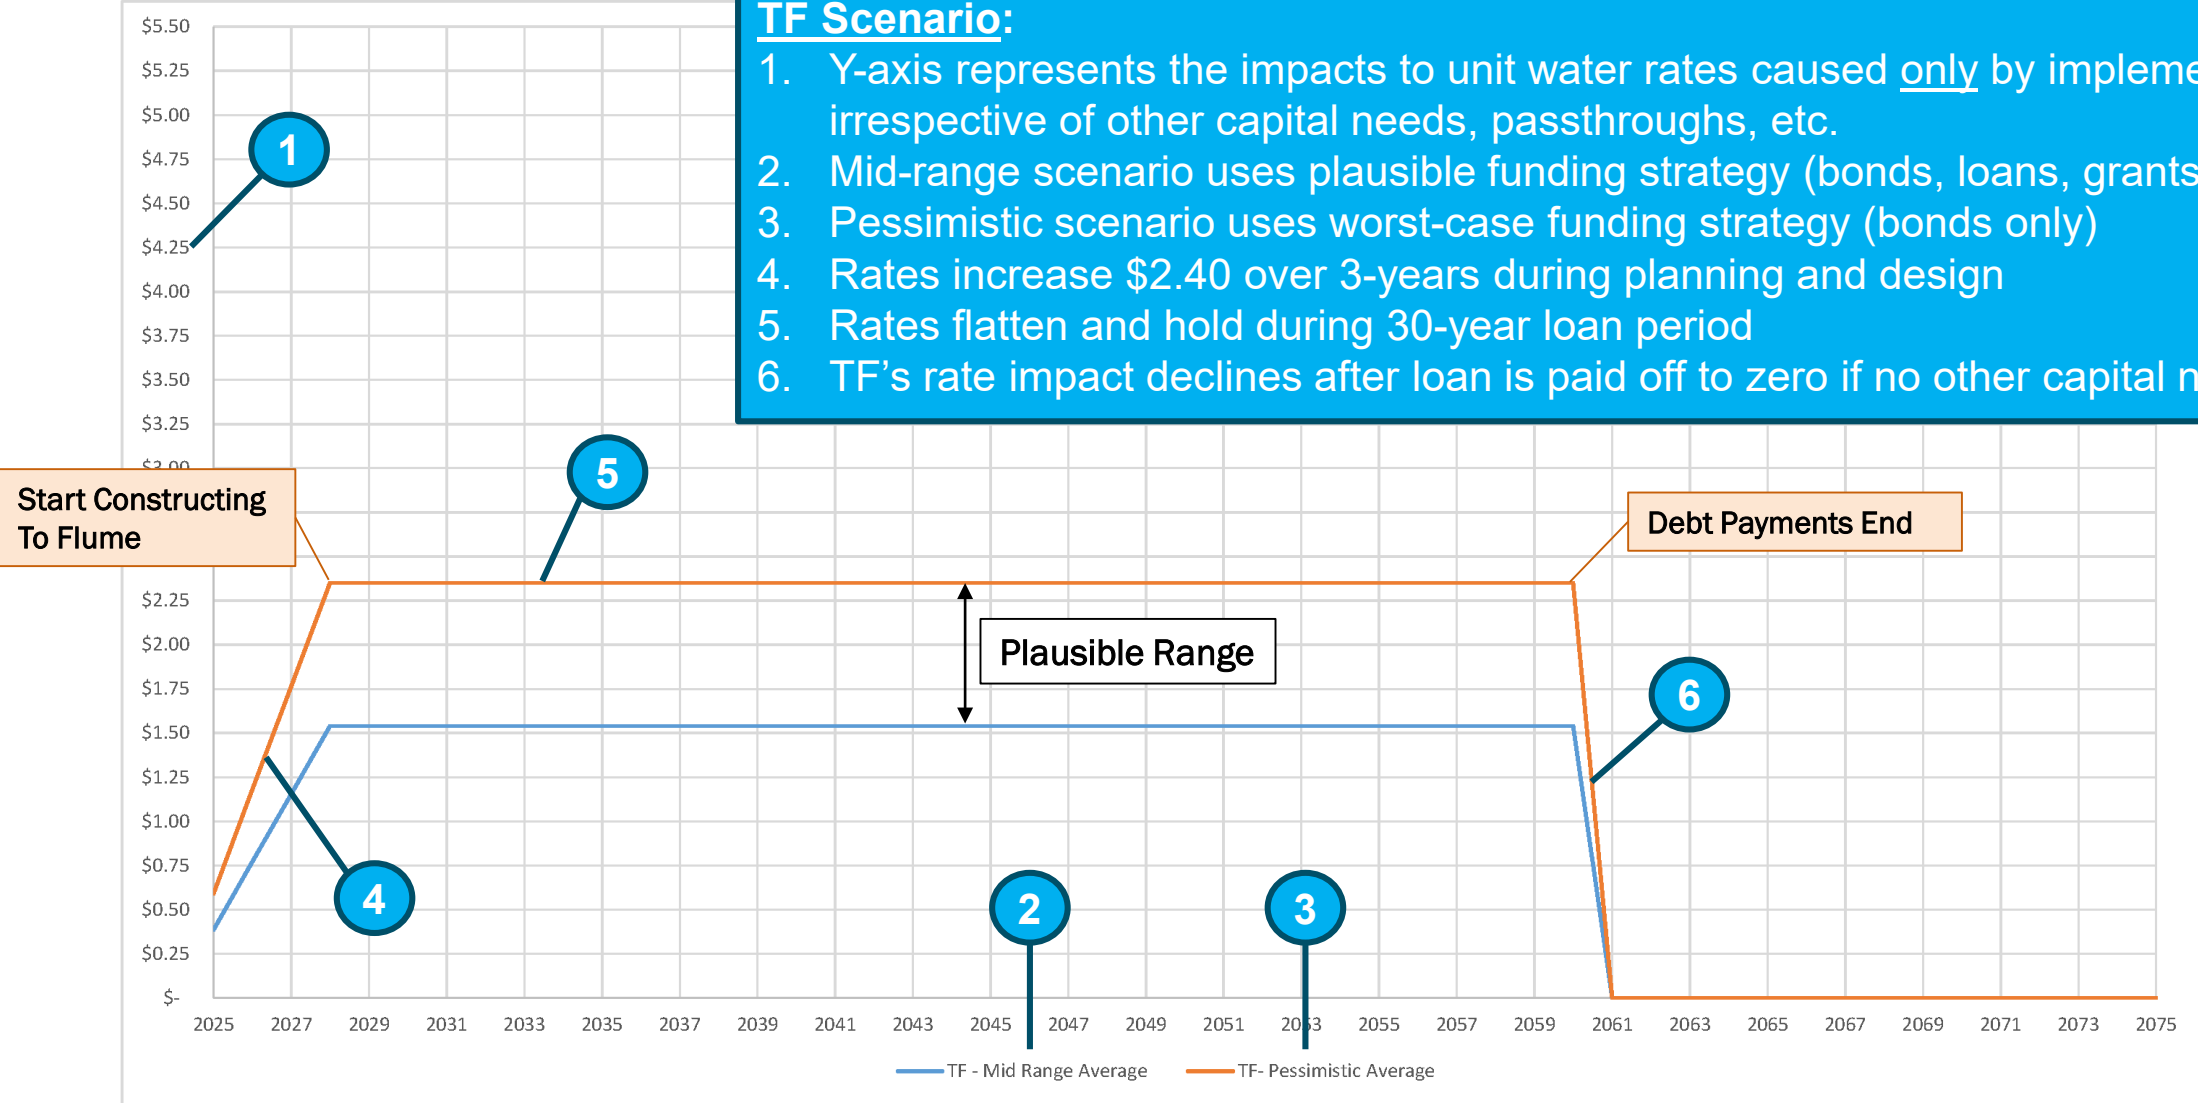 TF Scenario:
1. Y-axis represents the impacts to unit water rates caused only by
irrespective of other capital needs, passthroughs, etc.
2. Mid-range scenario uses plausible funding strategy (bonds, loans, grants
3. Pessimistic scenario uses worst-case funding strategy (bonds only)
4. Rates increase $2.40 over 3-years during planning and design
5. Rates flatten and hold during 30-year loan period
6. TF's rate impact declines after loan is paid off to zero if no other capital
$5.50
$5.25
$5.00
$4.75
$4.50
$4.25
$4.00
$3.75
$3.50
$3.25
$3.00
$2.25
$2.00
$1.75
$1.50
$1.25
$1.00
$0.75
$0.50
$0.25
$-
1
5
Start Constructing
To Flume
Debt Payments End
Plausible Range
6
4
2
3
2025 2027 2029 2031 2033 2035 2037 2039 2041 2043 2045 2047 2049 2051 2053 2055 2057 2059 2061 2063 2065 2067 2069 2071 2073 2075
TF - Mid Range Average TF- Pessimistic Average